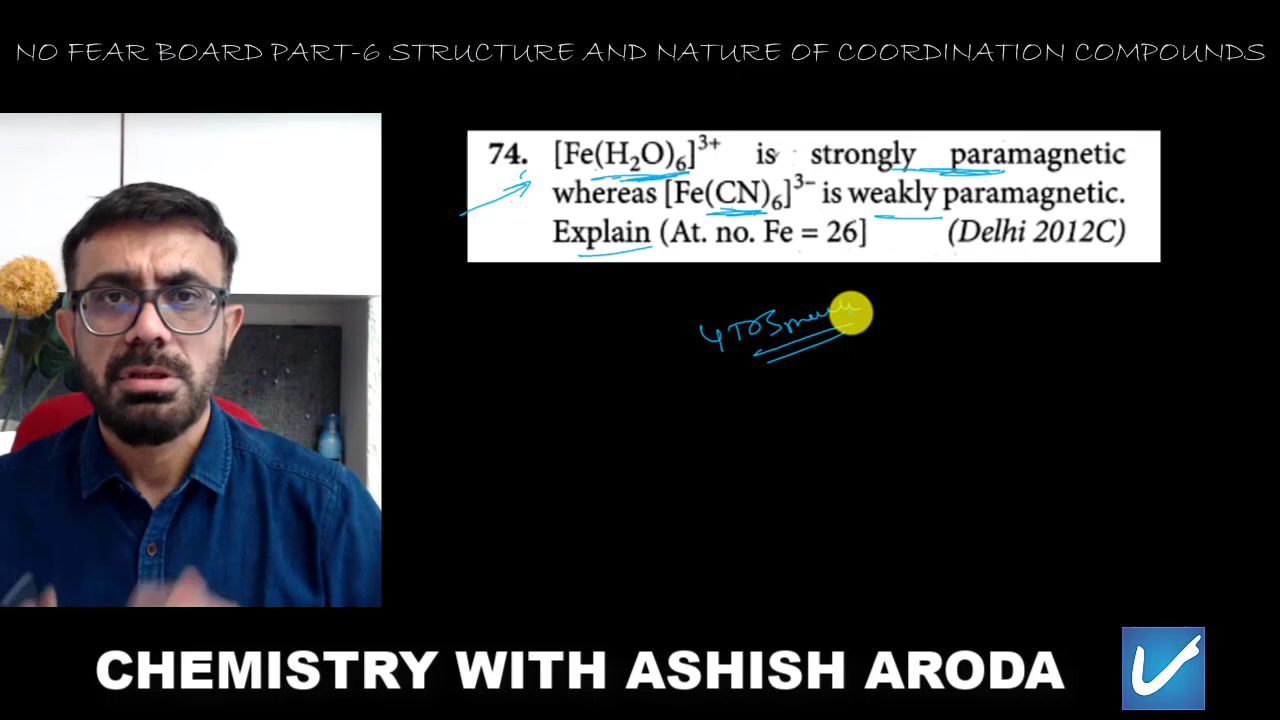 NO FEAR BOARD PART-6 STRUCTURE AND NATURE OF COORDINATION COMPOUNDS
74. [Fe(H₂O)₆]³⁺ is strongly paramagnetic
whereas [Fe(CN)₆]³⁻ is weakly paramagnetic.
Explain (At. no. Fe = 26] (Delhi 2012C)
CHEMISTRY WITH ASHISH ARODA